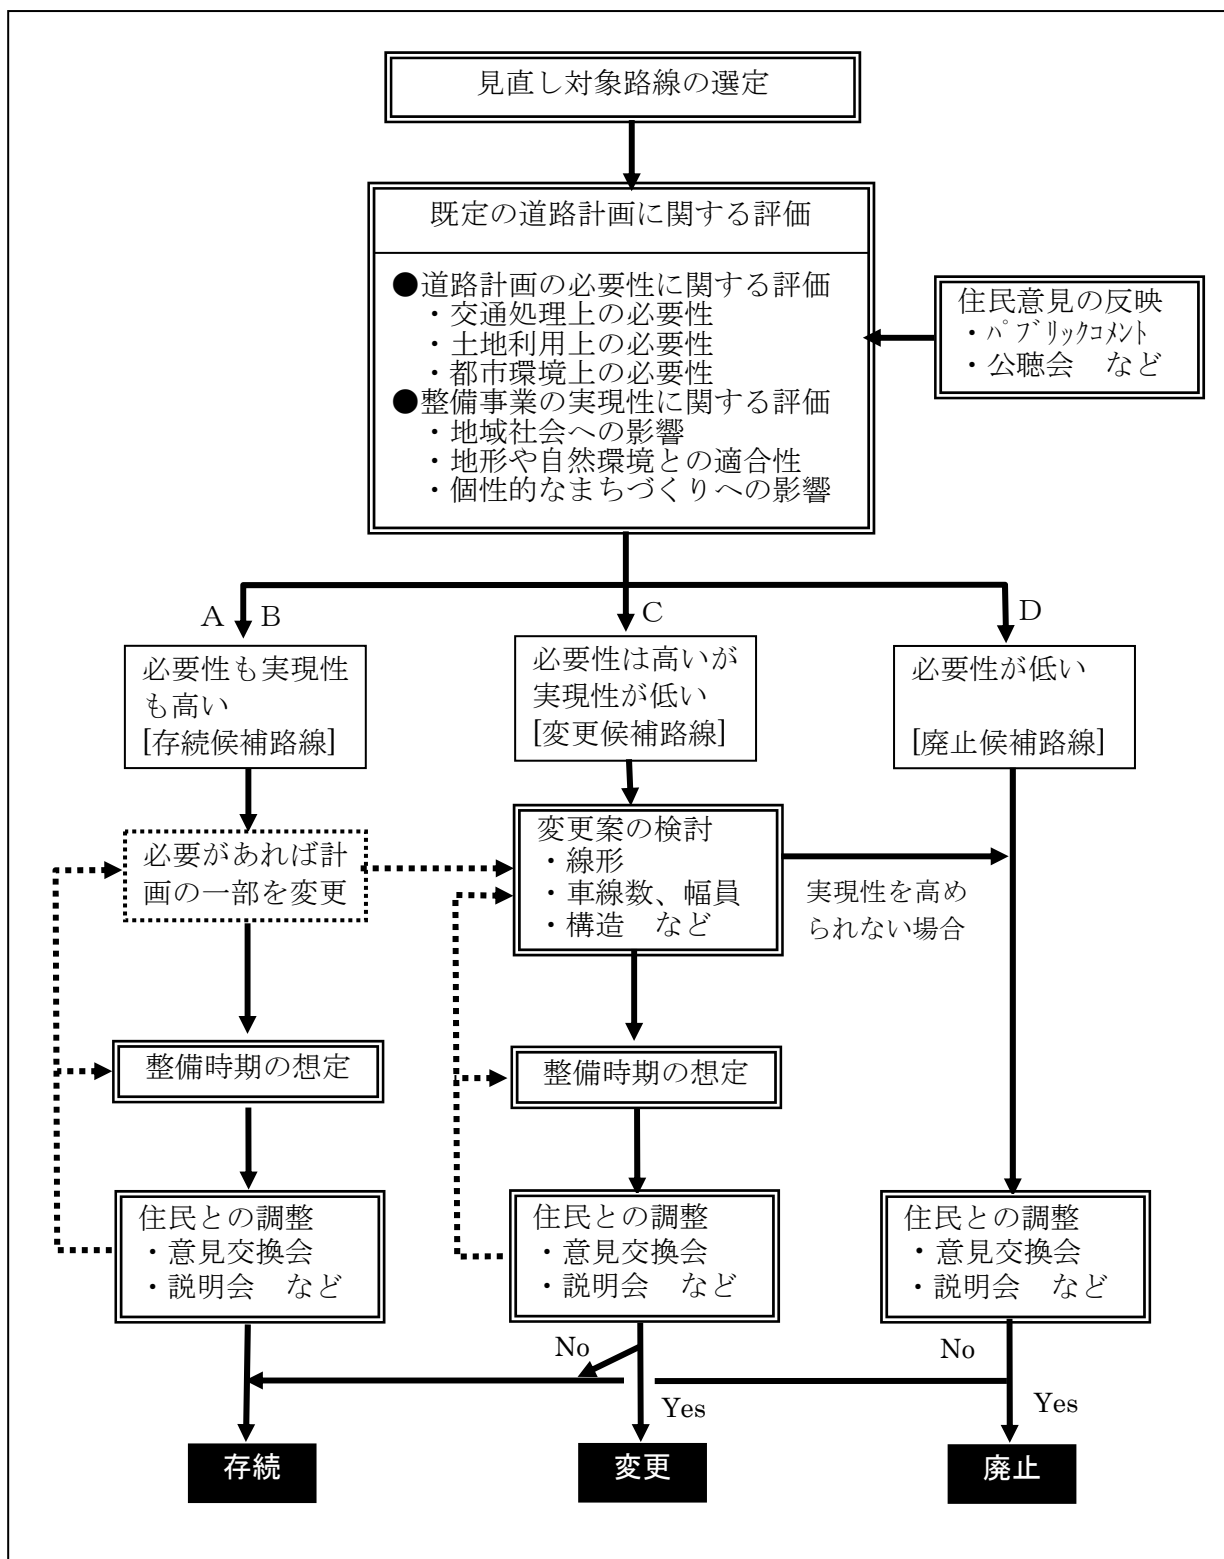 見直し対象路線の選定
既定の道路計画に関する評価
●道路計画の必要性に関する評価
・交通処理上の必要性
・土地利用上の必要性
・都市環境上の必要性
●整備事業の実現性に関する評価
・地域社会への影響
・地形や自然環境との適合性
・個性的なまちづくりへの影響
住民意見の反映
・ﾊﾟﾌﾞﾘｯｸｺﾒﾝﾄ
・公聴会　など
A B
必要性も実現性
も高い
[存続候補路線]
C
必要性は高いが
実現性が低い
[変更候補路線]
D
必要性が低い
[廃止候補路線]
必要があれば計
画の一部を変更
変更案の検討
・線形
・車線数、幅員
・構造　など
実現性を高め
られない場合
整備時期の想定
整備時期の想定
住民との調整
・意見交換会
・説明会　など
住民との調整
・意見交換会
・説明会　など
住民との調整
・意見交換会
・説明会　など
No
Yes
No
Yes
存続
変更
廃止